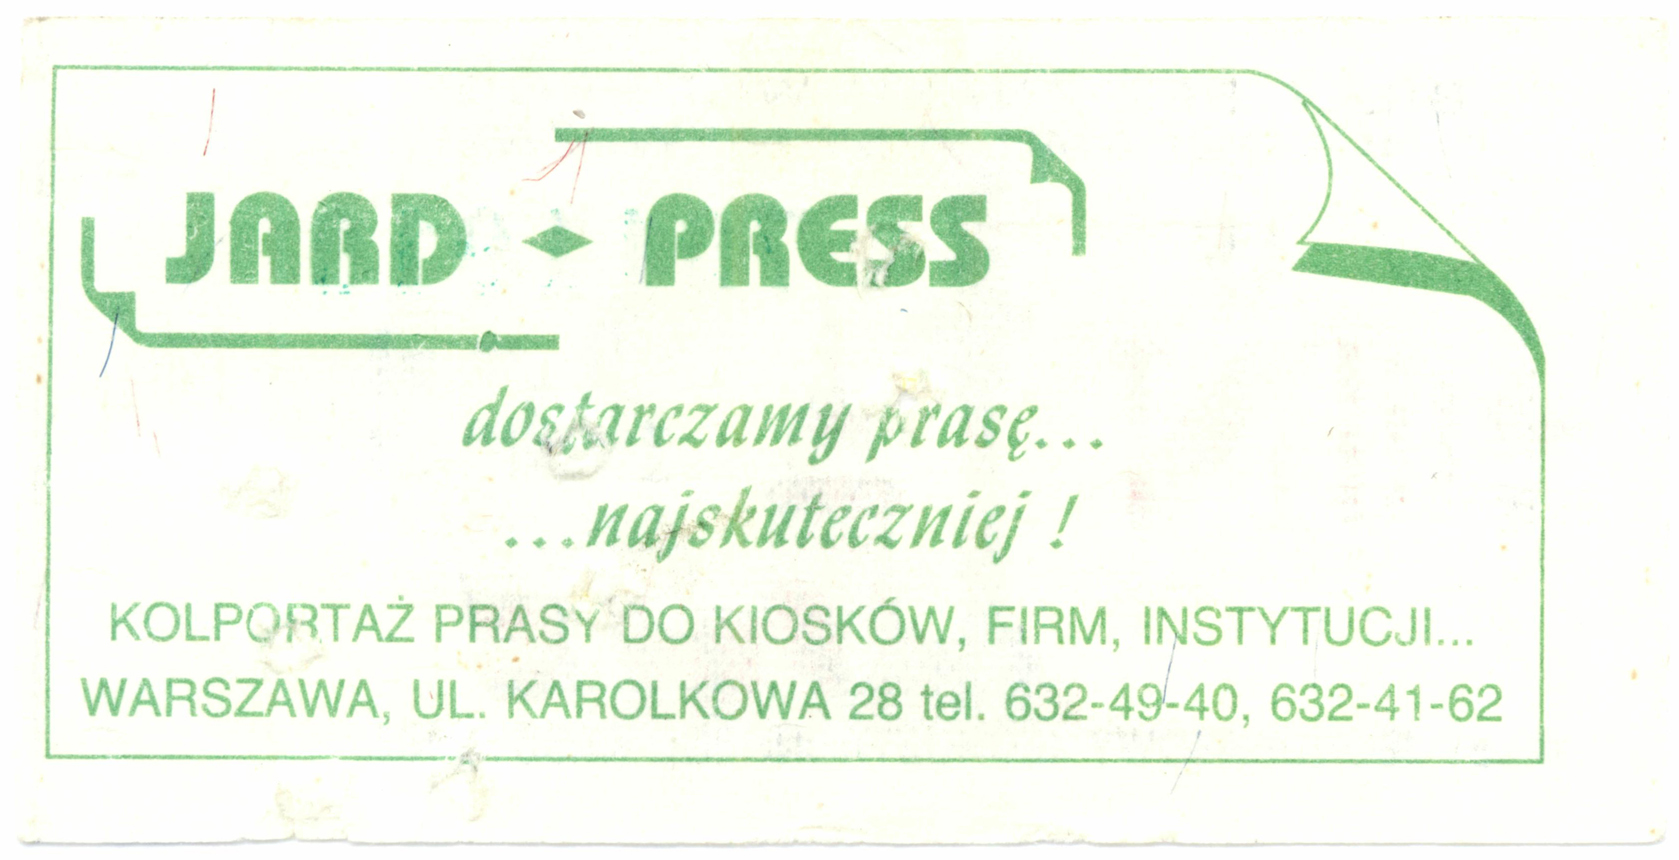 JARD PRESS
dostarczamy prasę...
...najskuteczniej !
KOLPORTAŻ PRASY DO KIOSKÓW, FIRM, INSTYTUCJI...
WARSZAWA, UL. KAROLKOWA 28 tel. 632-49-40, 632-41-62